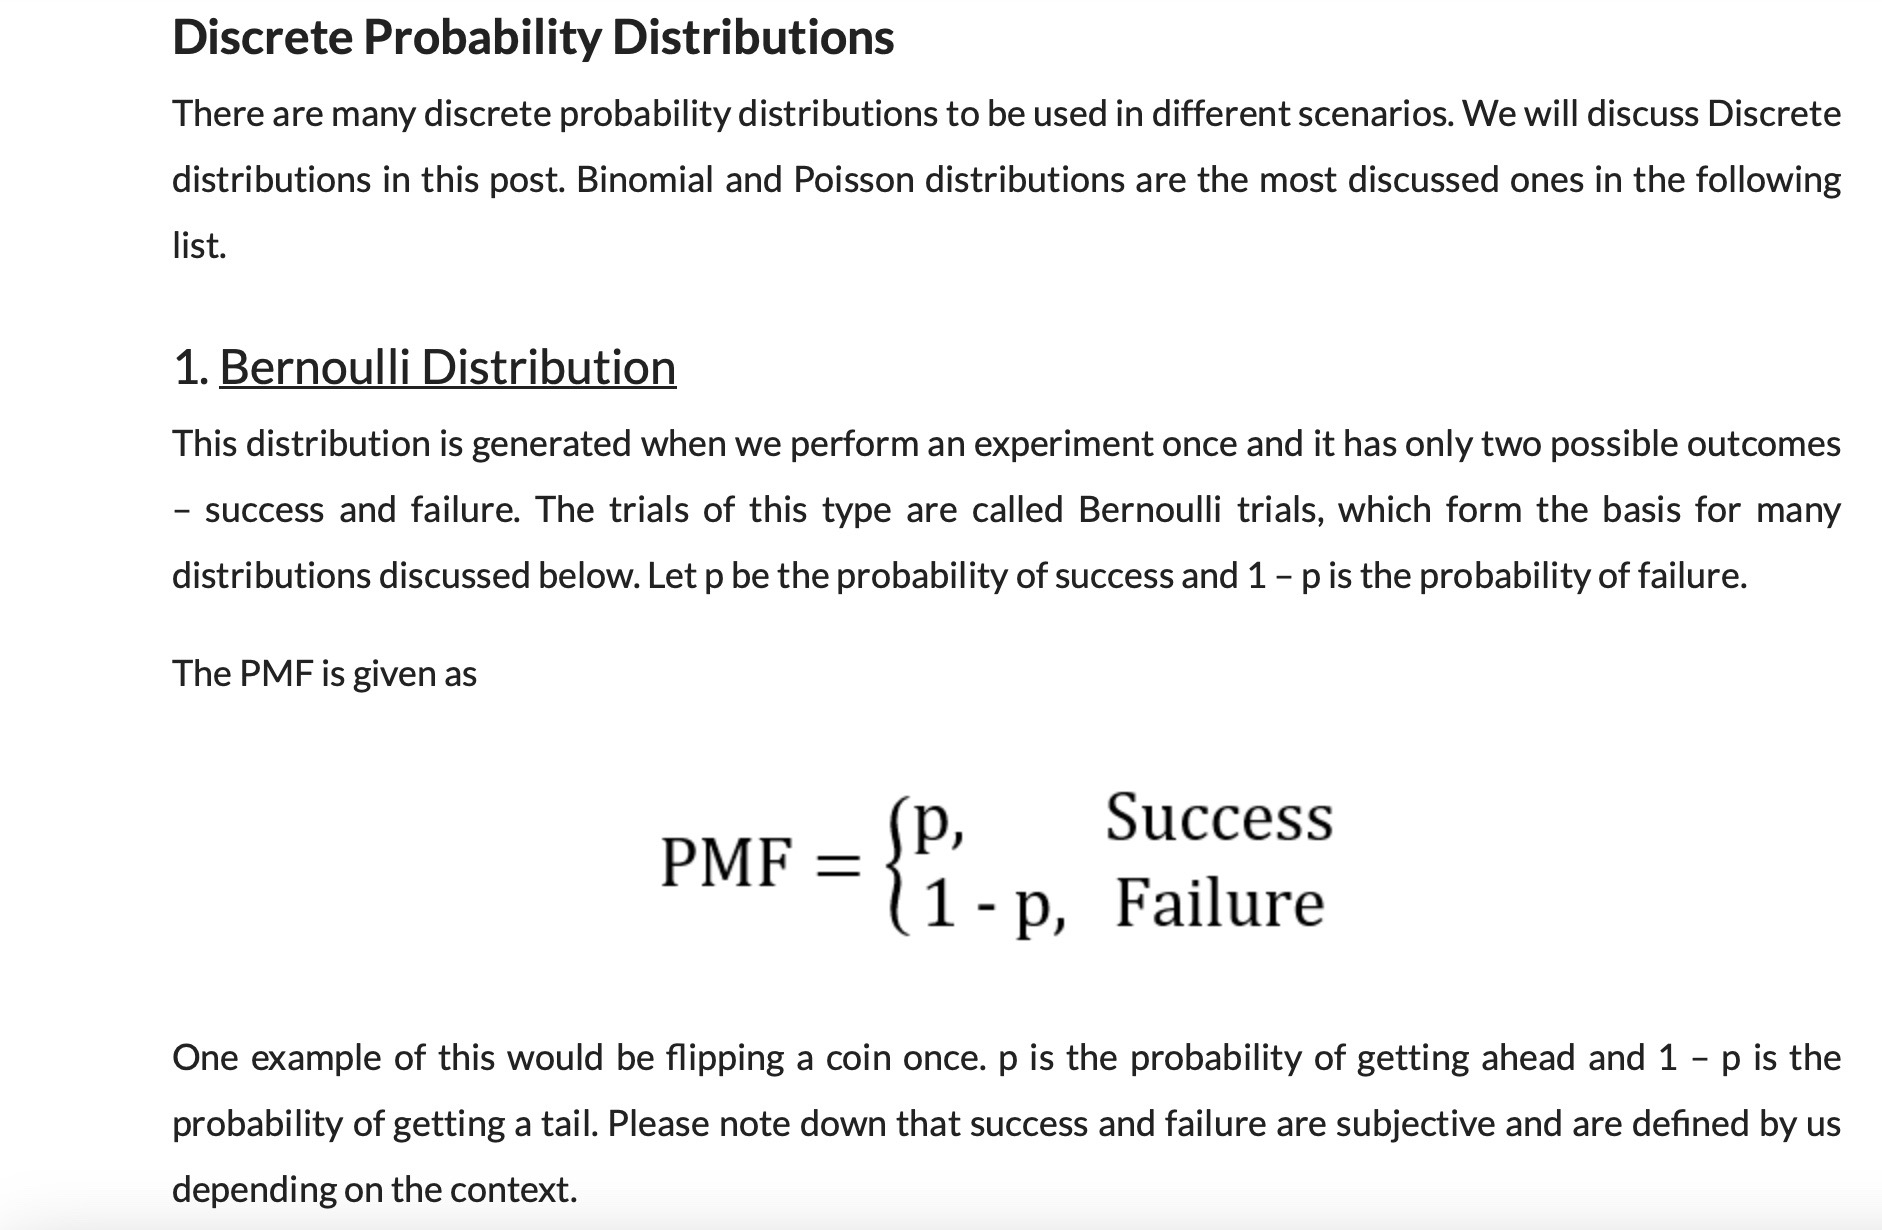 Discrete Probability Distributions
There are many discrete probability distributions to be used in different scenarios. We will discuss Discrete
distributions in this post. Binomial and Poisson distributions are the most discussed ones in the following
list.
1. Bernoulli Distribution
This distribution is generated when we perform an experiment once and it has only two possible outcomes
– success and failure. The trials of this type are called Bernoulli trials, which form the basis for many
distributions discussed below. Let p be the probability of success and 1 – p is the probability of failure.
The PMF is given as
PMF = { p, Success
1 - p, Failure
One example of this would be flipping a coin once. p is the probability of getting ahead and 1 – p is the
probability of getting a tail. Please note down that success and failure are subjective and are defined by us
depending on the context.